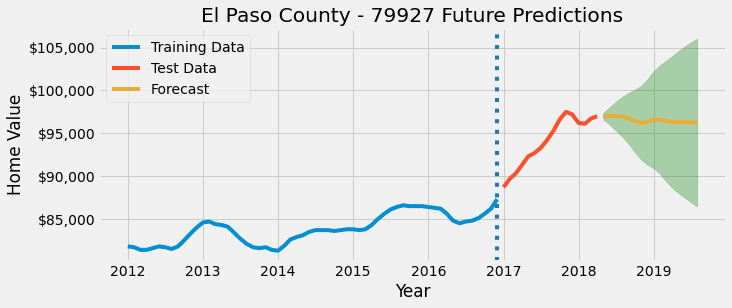 El Paso County - 79927 Future Predictions
Training Data
Test Data
Forecast
$105,000
$100,000
$95,000
$90,000
$85,000
Home Value
2012 2013 2014 2015 2016 2017 2018 2019
Year